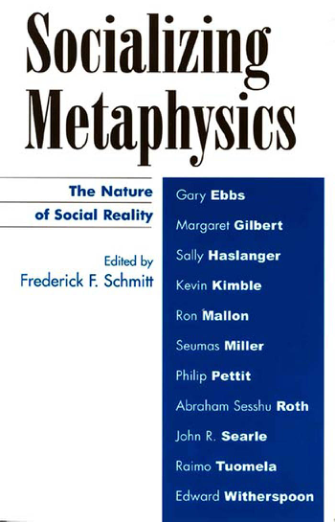 Socializing
Metaphysics
The Nature
of Social Reality
Edited by
Frederick F. Schmitt
Gary Ebbs
Margaret Gilbert
Sally Haslanger
Kevin Kimble
Ron Mallon
Seumas Miller
Philip Pettit
Abraham Sesshu Roth
John R. Searle
Raimo Tuomela
Edward Witherspoon